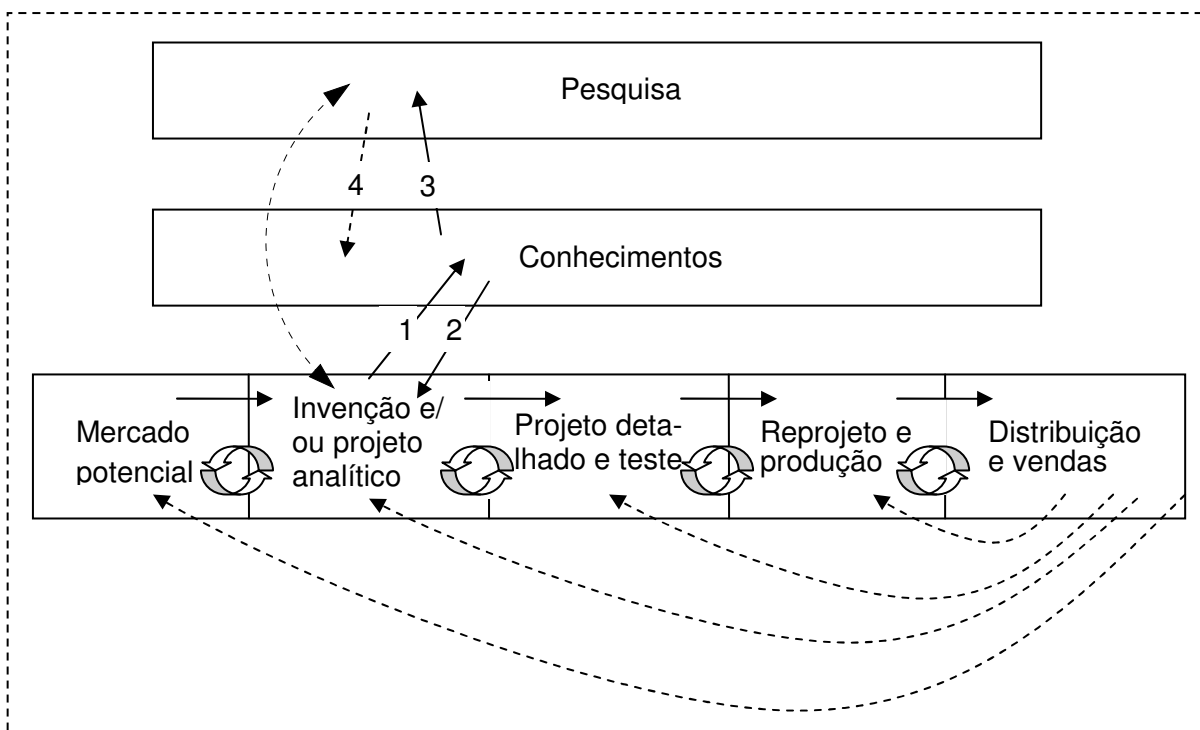 Pesquisa
4
3
Conhecimentos
1
2
Mercado
potencial
Invenção e/
ou projeto
analítico
Projeto deta-
lhado e teste
Reprojeto e
produção
Distribuição
e vendas